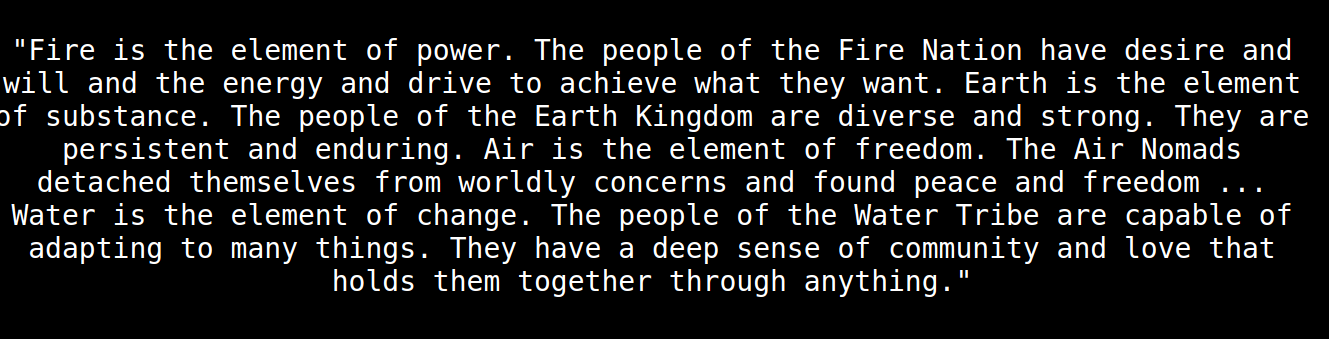 "Fire is the element of power. The people of the Fire Nation have desire and
will and the energy and drive to achieve what they want. Earth is the element
of substance. The people of the Earth Kingdom are diverse and strong. They are
persistent and enduring. Air is the element of freedom. The Air Nomads
detached themselves from worldly concerns and found peace and freedom ...
Water is the element of change. The people of the Water Tribe are capable of
adapting to many things. They have a deep sense of community and love that
holds them together through anything."